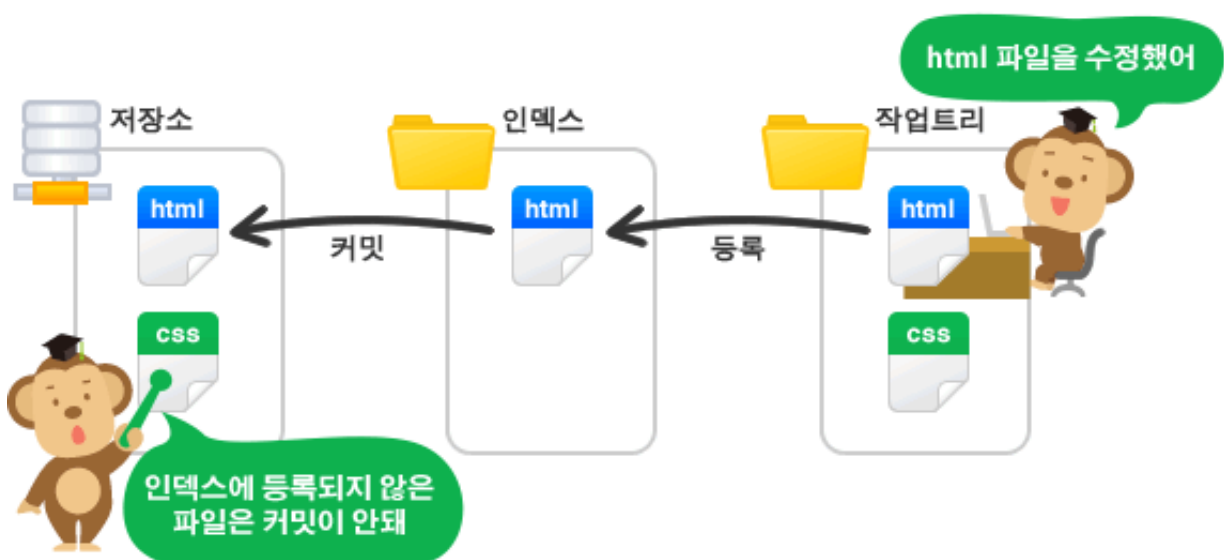 html 파일을 수정했어
저장소
인덱스
작업트리
html
html
html
커밋
등록
css
css
인덱스에 등록되지 않은
파일은 커밋이 안돼